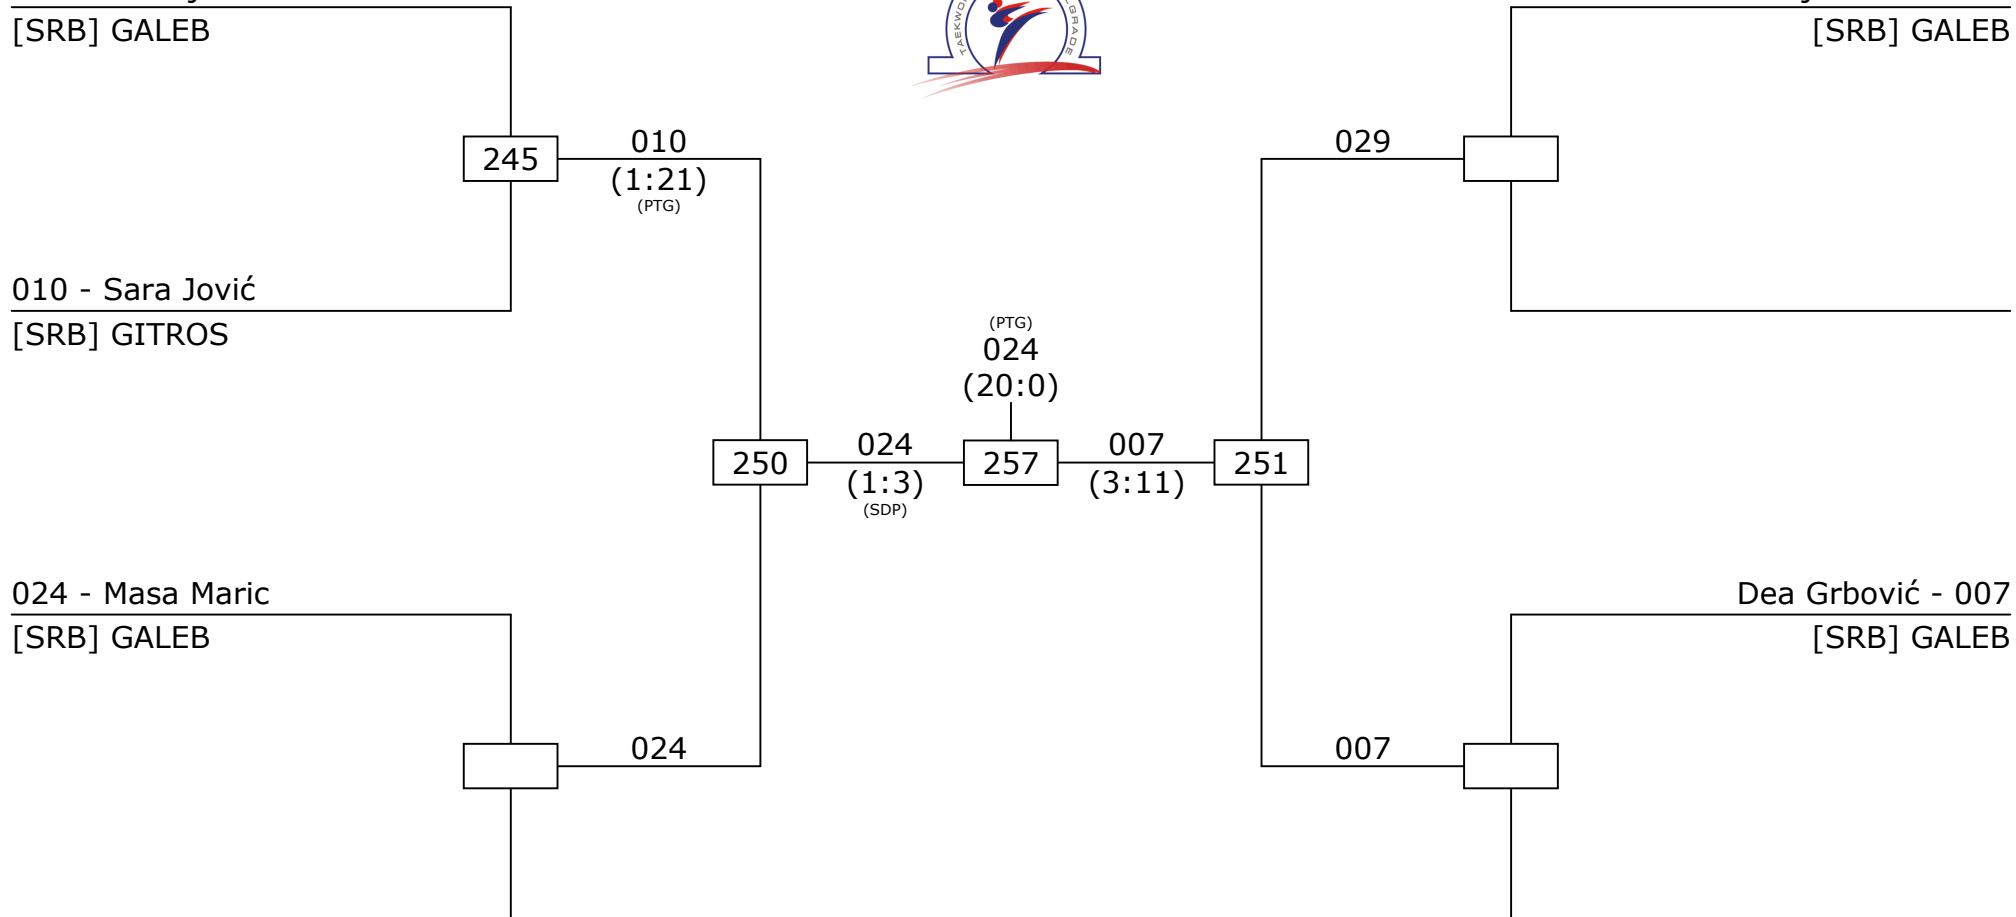 [SRB] GALEB
[SRB] GALEB
TAEKWO
LGRADE
245
010
(1:21)
(PTG)
029
010 - Sara Jović
[SRB] GITROS
(PTG)
024
(20:0)
250
024
(1:3)
(SDP)
257
007
(3:11)
251
024 - Masa Maric
[SRB] GALEB
Dea Grbović - 007
[SRB] GALEB
024
007